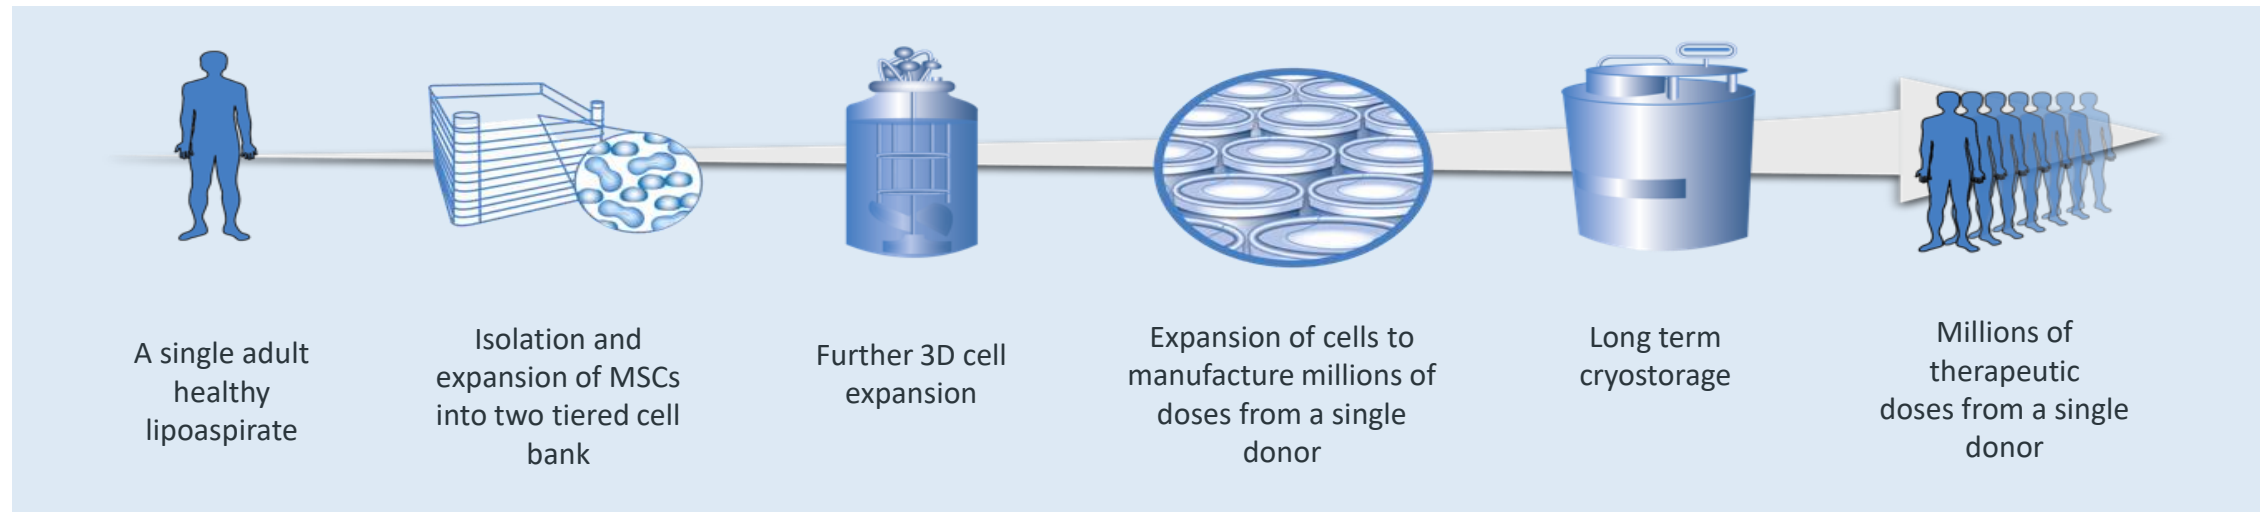 A single adult
healthy
lipoaspirate
Isolation and
expansion of MSCs
into two tiered cell
bank
Further 3D cell
expansion
Expansion of cells to
manufacture millions of
doses from a single
donor
Long term
cryostorage
Millions of
therapeutic
doses from a single
donor